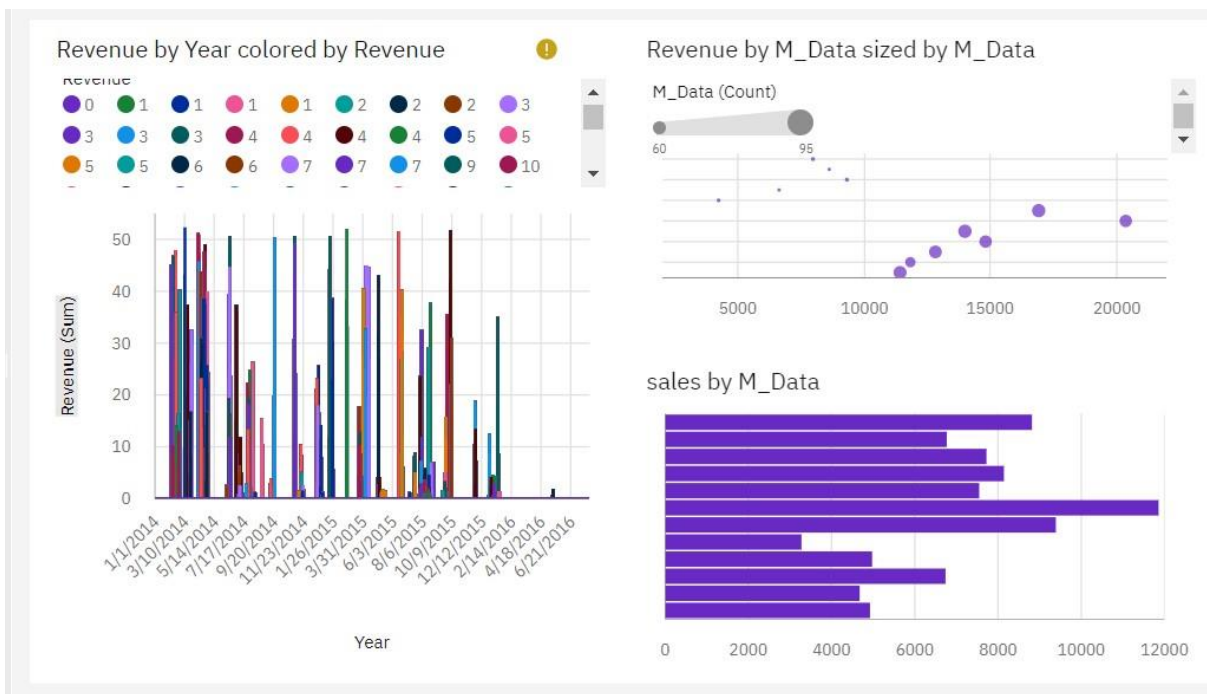 Revenue by Year colored by Revenue
Revenue
0 1 1 1 1 2 2 2 3
3 3 3 4 4 4 4 5 5
5 5 6 6 7 7 7 9 10
50
40
30
20
10
0
Revenue (Sum)
1/1/2014
3/10/2014
5/14/2014
7/17/2014
9/20/2014
11/23/2014
1/26/2015
3/31/2015
6/3/2015
8/6/2015
10/9/2015
12/12/2015
2/14/2016
4/18/2016
6/21/2016
Year
Revenue by M_Data sized by M_Data
M_Data (Count)
60 95
5000 10000 15000 20000
sales by M_Data
0 2000 4000 6000 8000 10000 12000